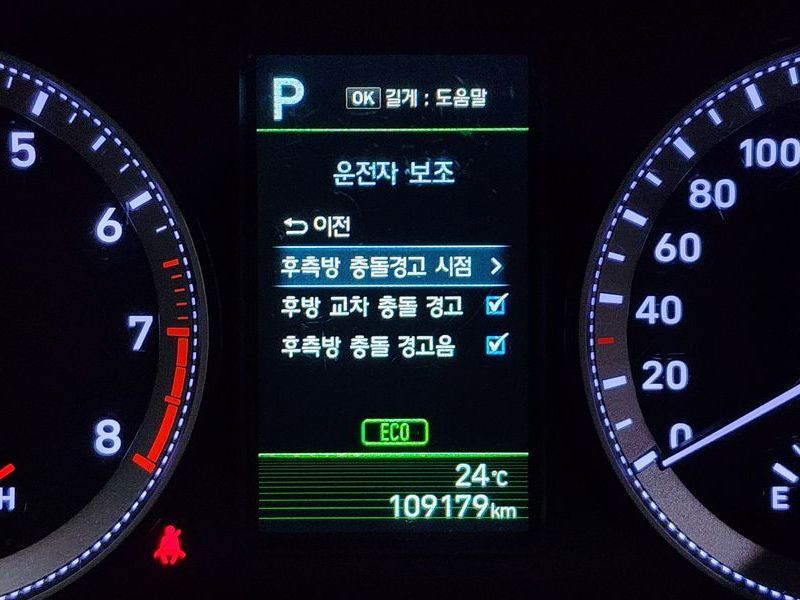 P
OK 길게 : 도움말
운전자 보조
이전
후측방 충돌경고 시점 >
후방 교차 충돌 경고
후측방 충돌 경고음
ECO
24℃
109179km
5
6
7
8
H
100
80
60
40
20
0
E